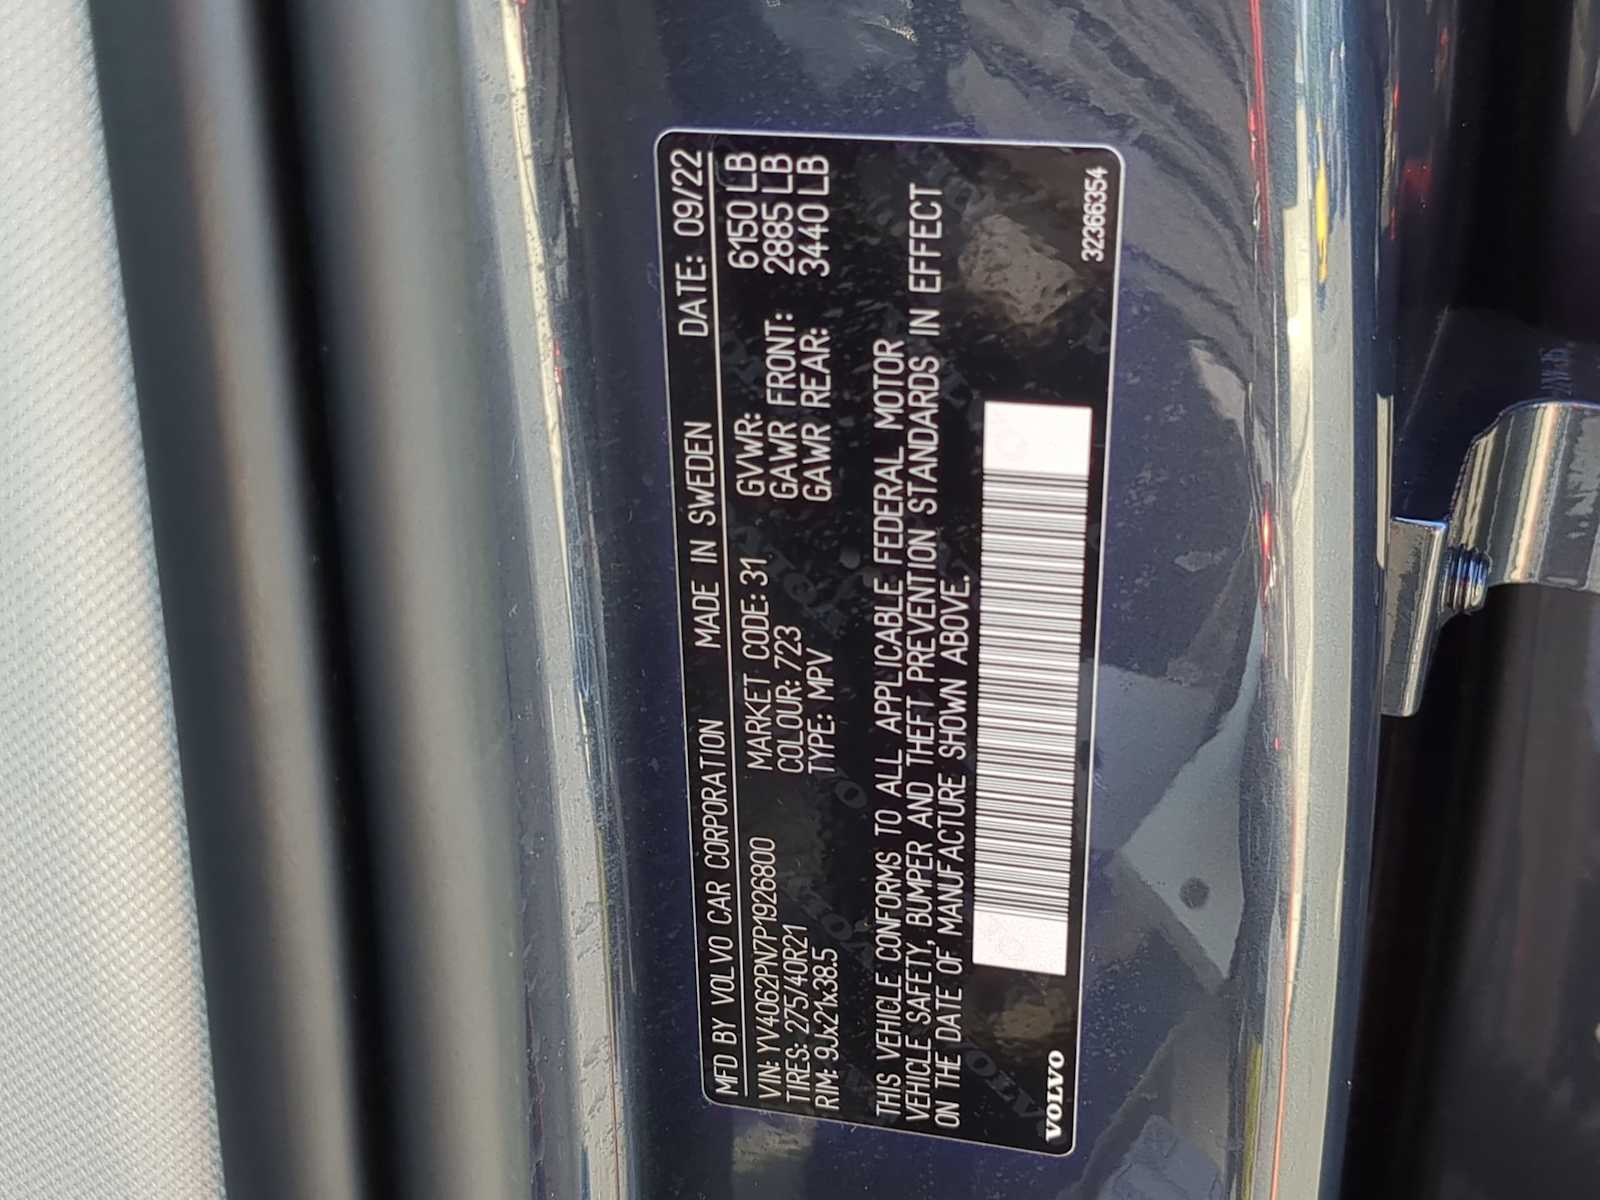 MFD BY VOLVO CAR CORPORATION MADE IN SWEDEN DATE: 09/22
VIN: YV4062PN7P1926800 MARKET CODE: 31 GVWR: 6150 LB
TIRES: 275/40R21 COLOUR: 723 GAWR FRONT: 2885 LB
RIM: 9Jx21x38.5 TYPE: MPV GAWR REAR: 3440 LB
THIS VEHICLE CONFORMS TO ALL APPLICABLE FEDERAL MOTOR
VEHICLE SAFETY, BUMPER AND THEFT PREVENTION STANDARDS IN EFFECT
ON THE DATE OF MANUFACTURE SHOWN ABOVE.
VOLVO 32366354